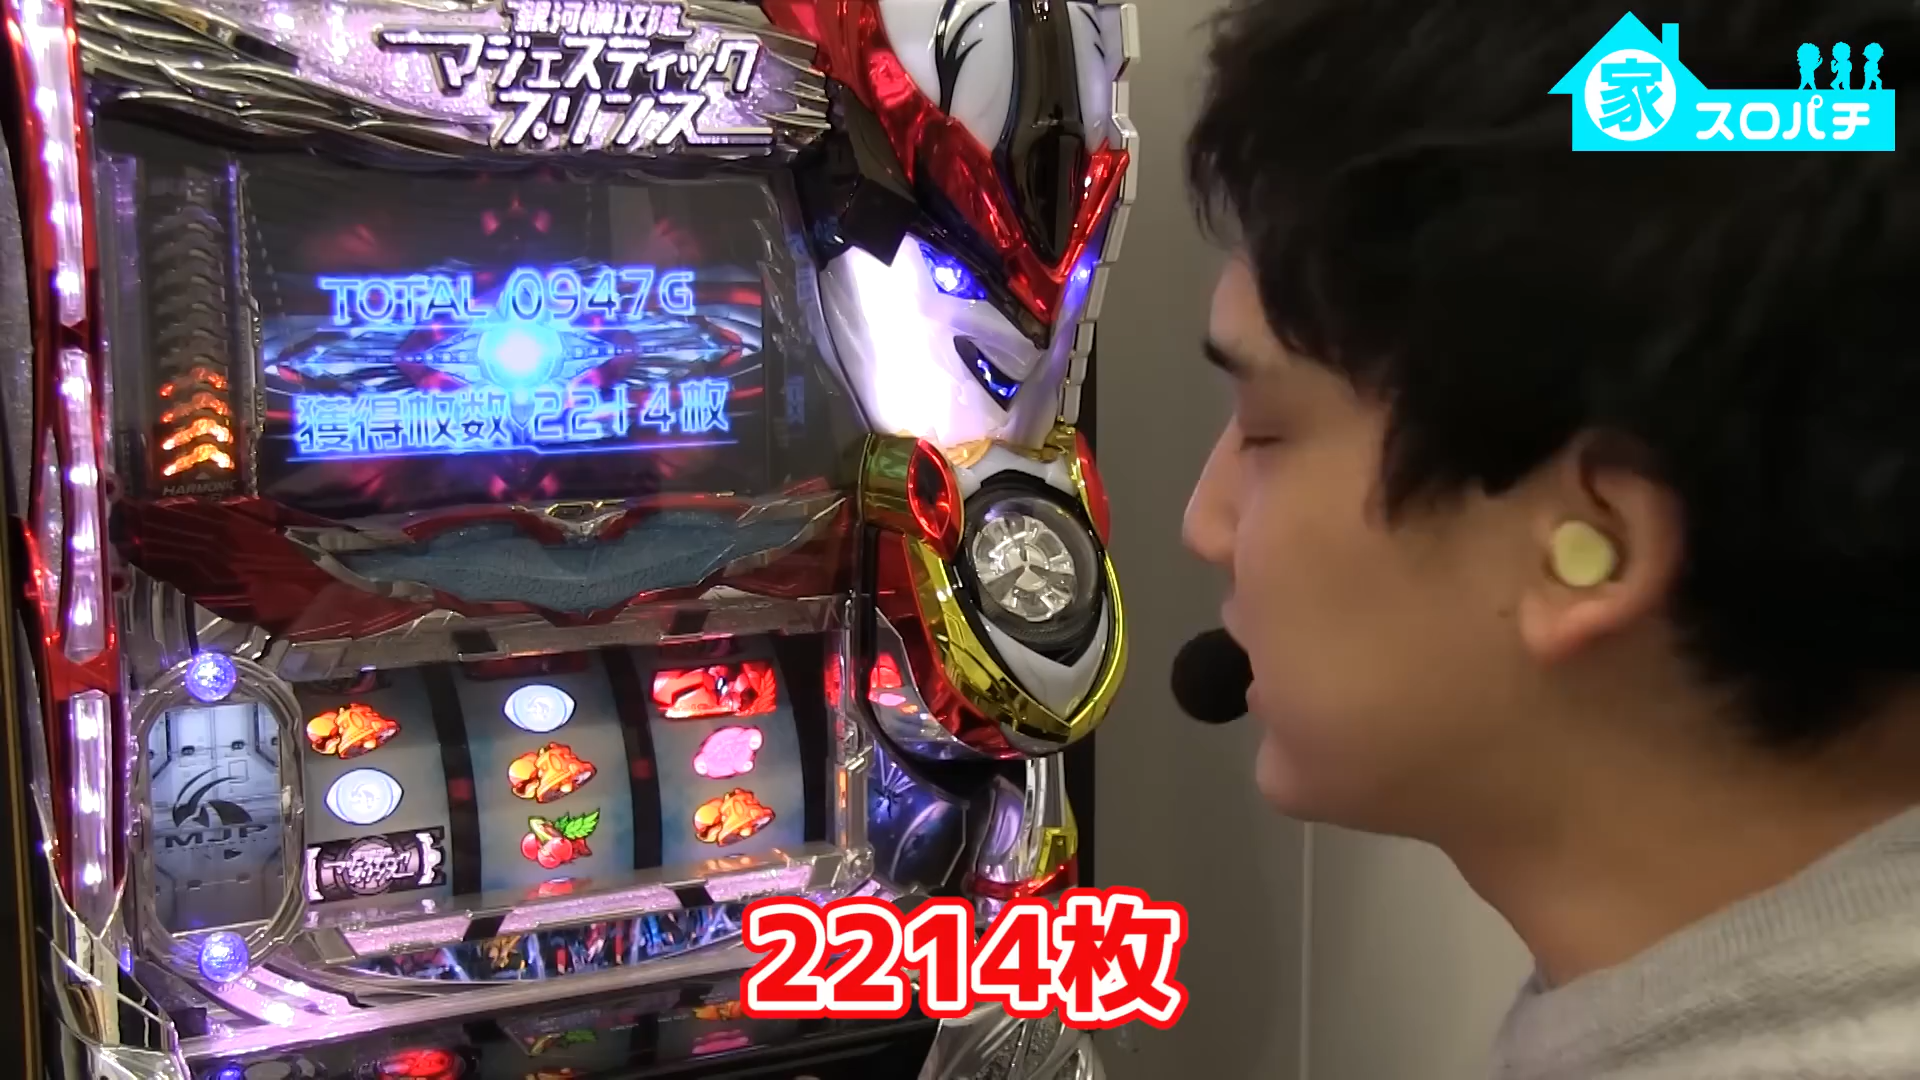 銀河機攻隊
マジェスティック
プリンス
家 スロパチ
TOTAL 0947G
獲得枚数 2214枚
HARMONIC
MJP
2214枚